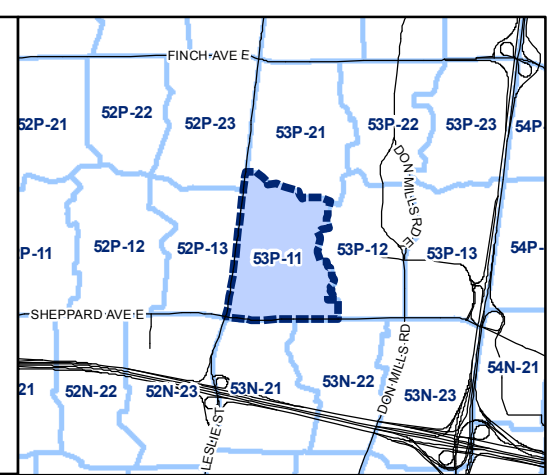 FINCH AVE E
52P-21
52P-22
52P-23
53P-21
53P-22
53P-23
54P-
DON MILLS RD E
P-11
52P-12
52P-13
53P-11
53P-12
53P-13
54P-
SHEPPARD AVE E
DON MILLS RD
21
52N-22
52N-23
53N-21
53N-22
53N-23
54N-21
LESLIE ST